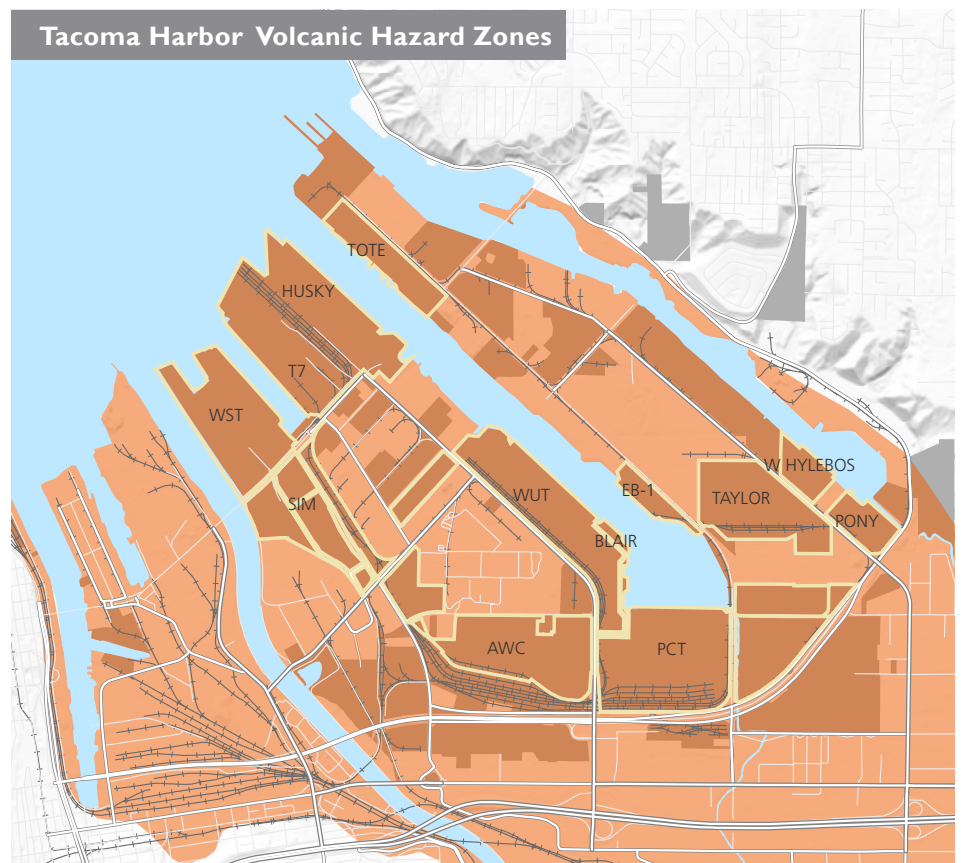 Tacoma Harbor Volcanic Hazard Zones
TOTE
HUSKY
T7
WST
W HYLEBOS
EB-1
TAYLOR
WUT
SIM
PONY
BLAIR
AWC
PCT